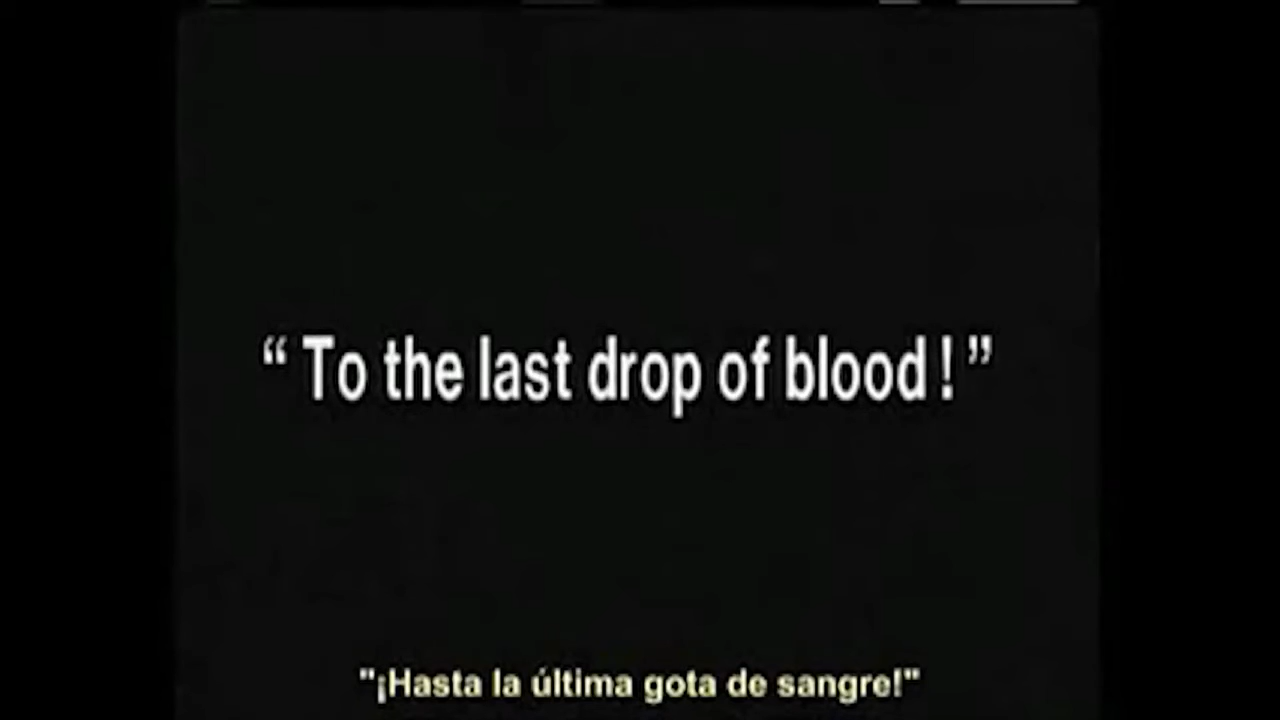 “ To the last drop of blood ! ”
"¡Hasta la última gota de sangre!"